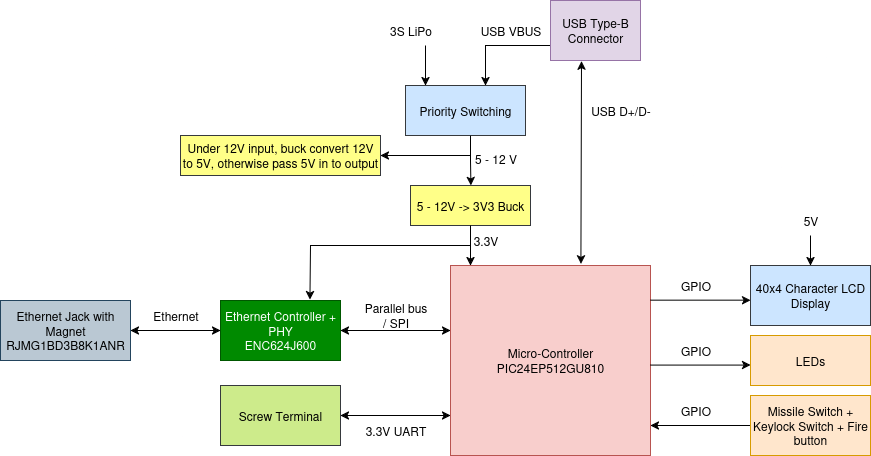 3S LiPo
USB VBUS
USB Type-B
Connector
Priority Switching
USB D+/D-
Under 12V input, buck convert 12V
to 5V, otherwise pass 5V in to output
5 - 12 V
5 - 12V -> 3V3 Buck
3.3V
5V
GPIO
40x4 Character LCD
Display
Ethernet Jack with
Magnet
RJMG1BD3B8K1ANR
Ethernet
Ethernet Controller +
PHY
ENC624J600
Parallel bus
/ SPI
Micro-Controller
PIC24EP512GU810
GPIO
LEDs
Screw Terminal
3.3V UART
GPIO
Missile Switch +
Keylock Switch + Fire
button